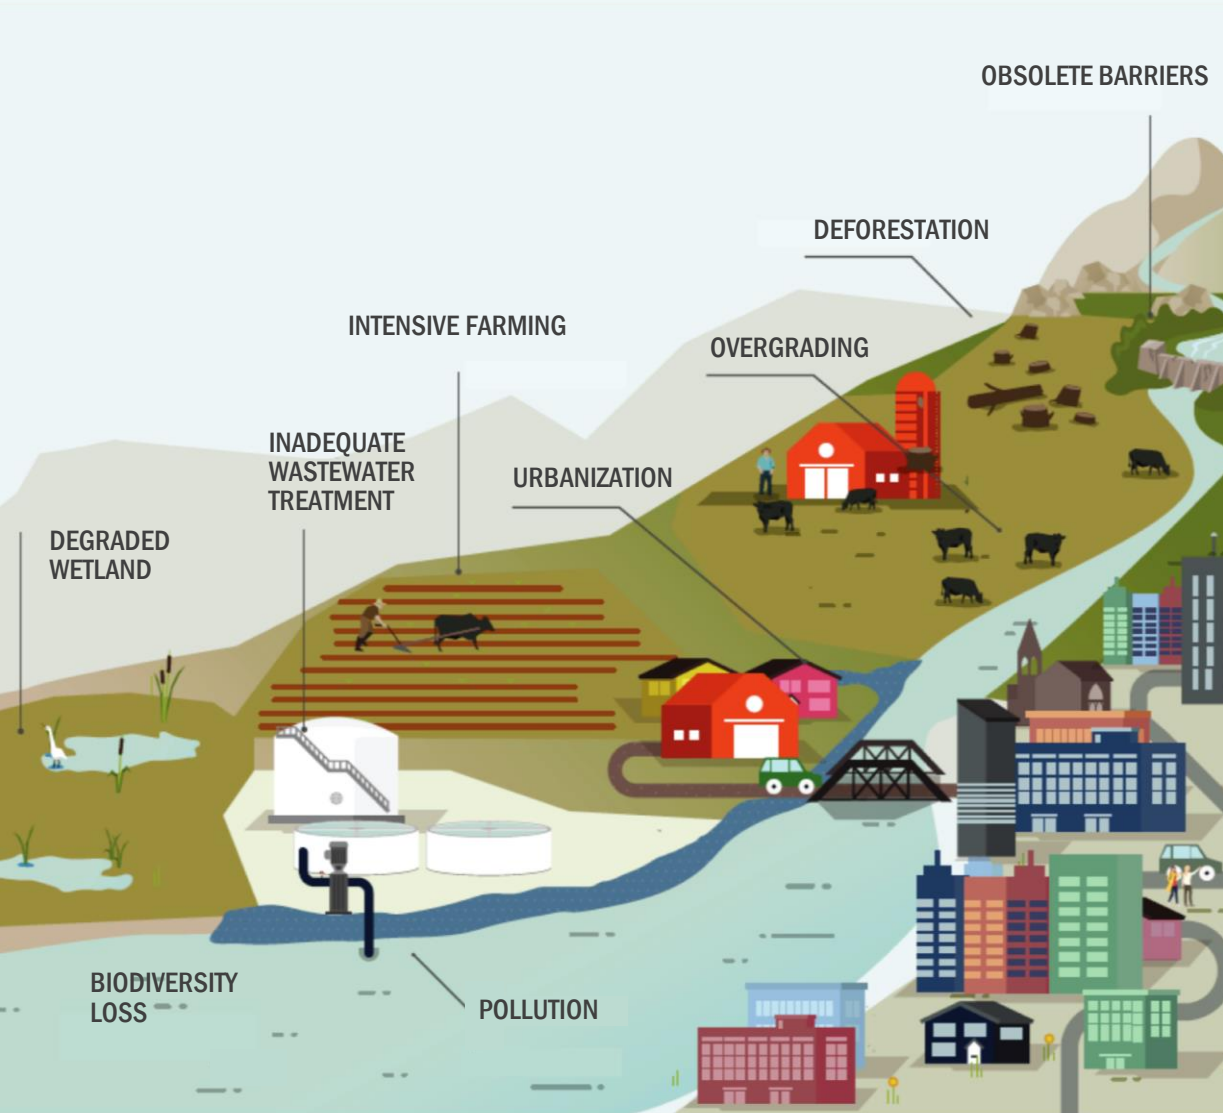 OBSOLETE BARRIERS
DEFORESTATION
INTENSIVE FARMING
OVERGRADING
INADEQUATE
WASTEWATER
TREATMENT
URBANIZATION
DEGRADED
WETLAND
BIODIVERSITY
LOSS
POLLUTION